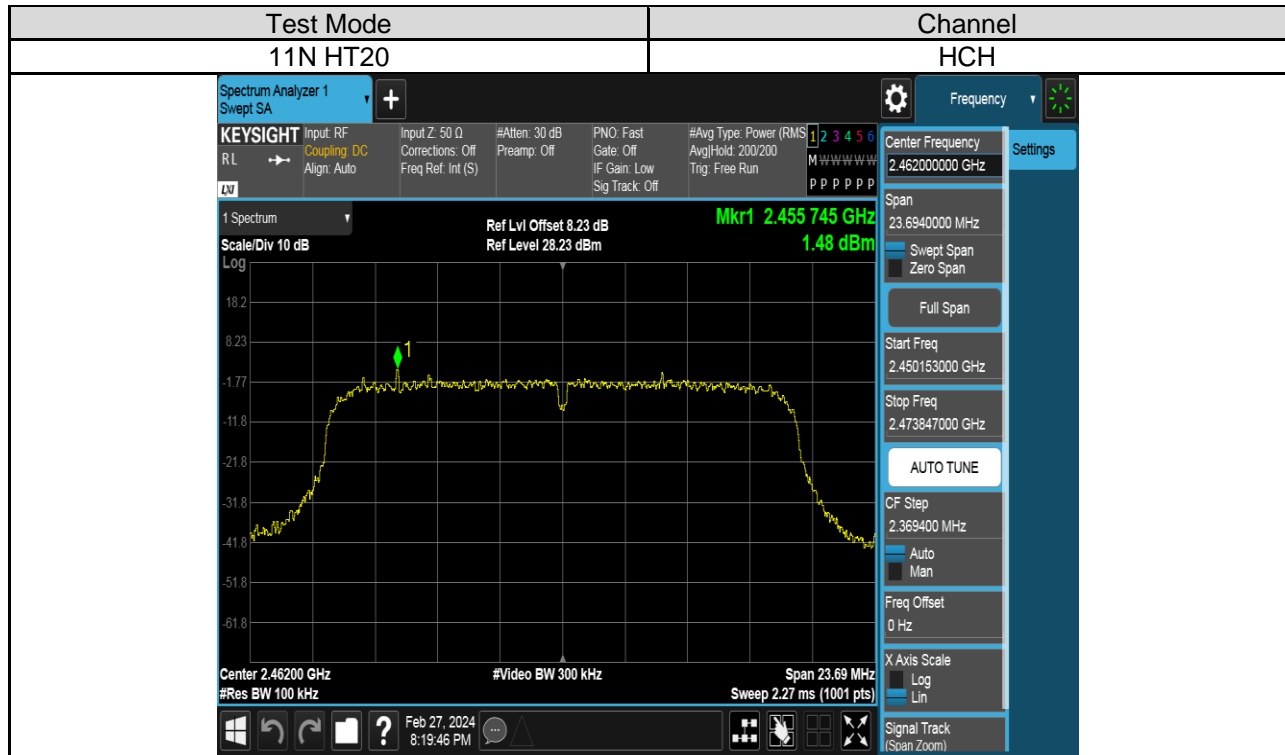 Test Mode
Channel
11N HT20
HCH
Spectrum Analyzer 1
Swept SA
+
Frequency
KEYSIGHT
RL
LXI
Input: RF
Coupling: DC
Align: Auto
Input Z: 50 Ω
Corrections: Off
Freq Ref: Int (S)
#Atten: 30 dB
Preamp: Off
PNO: Fast
Gate: Off
IF Gain: Low
Sig Track: Off
#Avg Type: Power (RMS
Avg|Hold: 200/200
Trig: Free Run
1 2 3 4 5 6
M W W W W W
P P P P P P
1 Spectrum
Scale/Div 10 dB
Ref Lvl Offset 8.23 dB
Ref Level 28.23 dBm
Mkr1 2.455 745 GHz
1.48 dBm
Log
18.2
8.23
-1.77
-11.8
-21.8
-31.8
-41.8
-51.8
-61.8
1
Center 2.46200 GHz
#Res BW 100 kHz
#Video BW 300 kHz
Span 23.69 MHz
Sweep 2.27 ms (1001 pts)
Center Frequency
2.462000000 GHz
Settings
Span
23.6940000 MHz
Swept Span
Zero Span
Full Span
Start Freq
2.450153000 GHz
Stop Freq
2.473847000 GHz
AUTO TUNE
CF Step
2.369400 MHz
Auto
Man
Freq Offset
0 Hz
X Axis Scale
Log
Lin
Signal Track
(Span Zoom)
?
Feb 27, 2024
8:19:46 PM